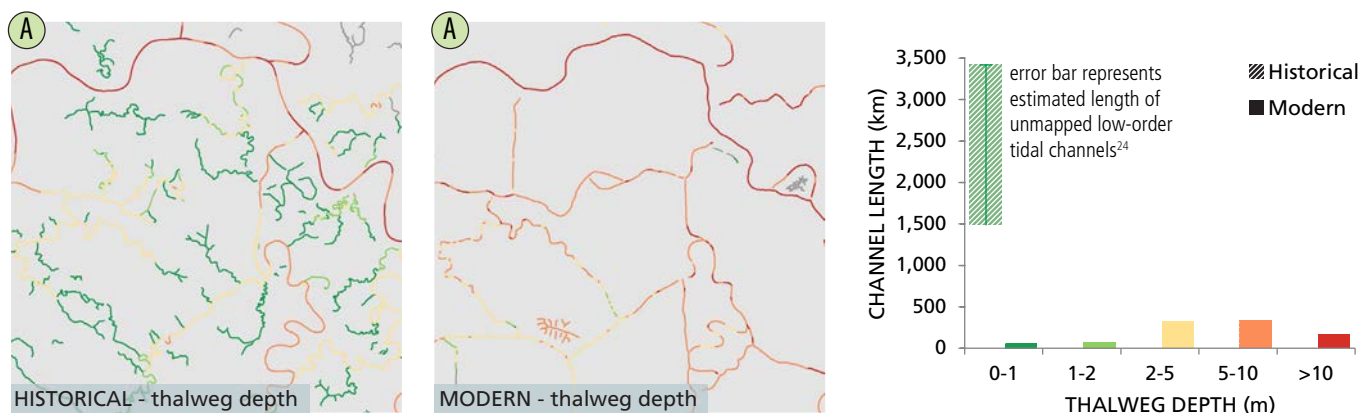 A
HISTORICAL - thalweg depth
A
MODERN - thalweg depth
CHANNEL LENGTH (km)
3,500
3,000
2,500
2,000
1,500
1,000
500
0
error bar represents
estimated length of
unmapped low-order
tidal channels24
Historical
Modern
0-1 1-2 2-5 5-10 >10
THALWEG DEPTH (m)